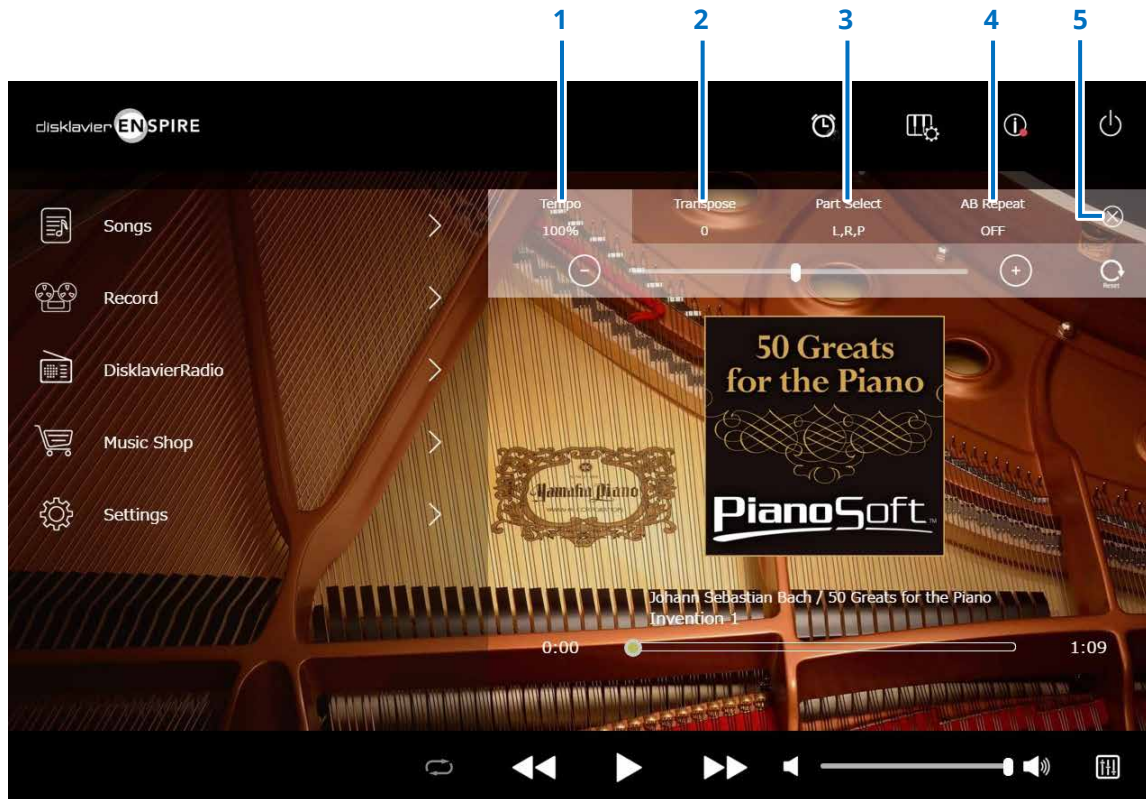 1 2 3 4 5
disklavier ENSPIRE
Songs
Record
DisklavierRadio
Music Shop
Settings
Tempo Transpose Part Select AB Repeat
100% 0 L,R,P OFF
Reset
50 Greats
for the Piano
Yamaha Piano
PianoSoft™
Johann Sebastian Bach / 50 Greats for the Piano
Invention 1
0:00 1:09